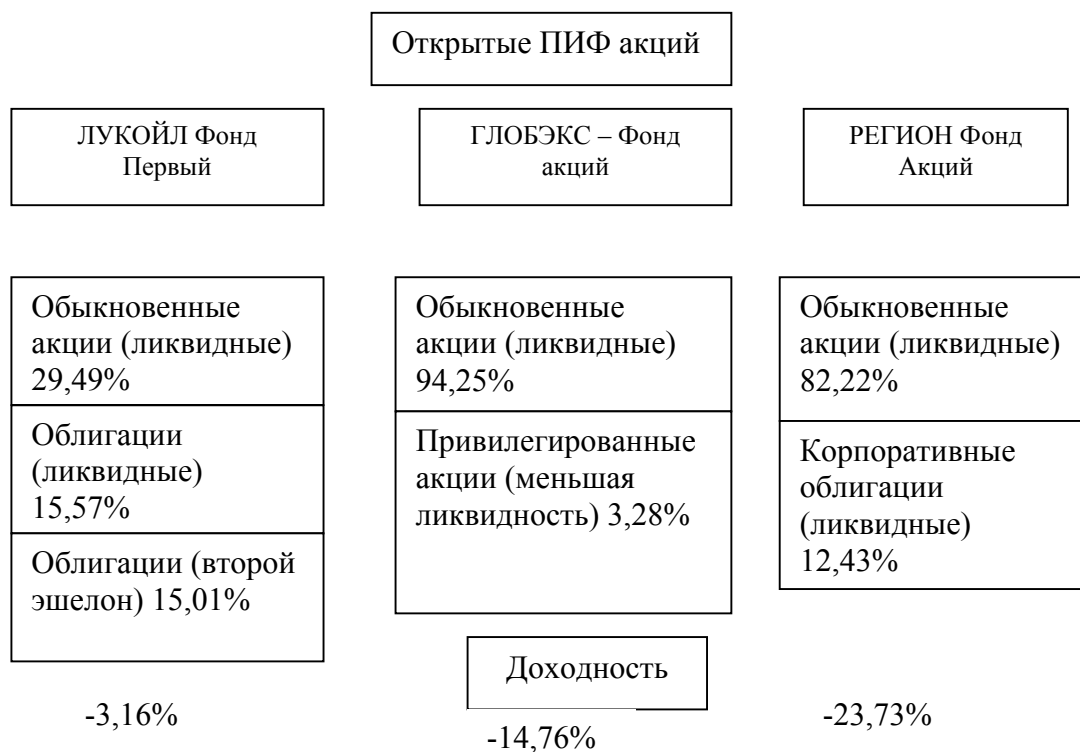 Открытые ПИФ акций
ЛУКОЙЛ Фонд
Первый
ГЛОБЭКС – Фонд
акций
РЕГИОН Фонд
Акций
Обыкновенные
акции (ликвидные)
29,49%
Облигации
(ликвидные)
15,57%
Облигации (второй
эшелон) 15,01%
Обыкновенные
акции (ликвидные)
94,25%
Привилегированные
акции (меньшая
ликвидность) 3,28%
Обыкновенные
акции (ликвидные)
82,22%
Корпоративные
облигации
(ликвидные)
12,43%
Доходность
-3,16%
-14,76%
-23,73%